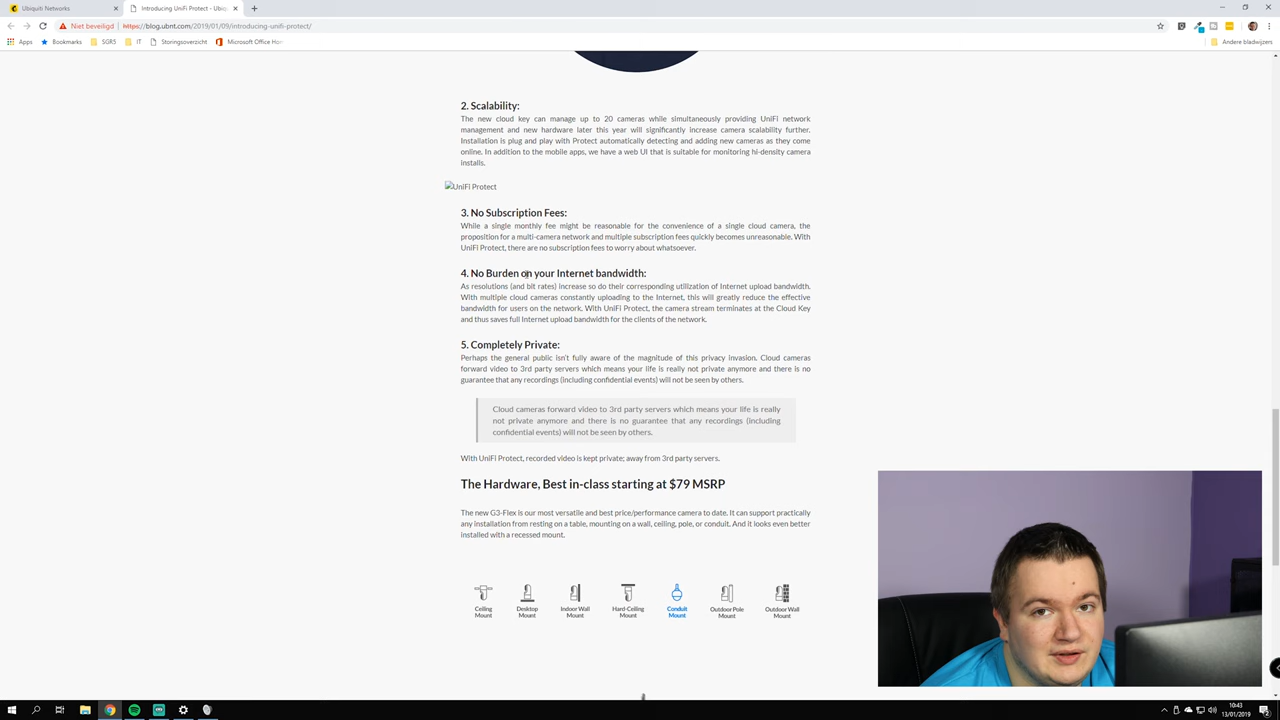 Ubiquiti Networks
Introducing UniFi Protect - Ubiq
Niet beveiligd
https://blog.ubnt.com/2019/01/09/introducing-unifi-protect/
Apps
Bookmarks
SGR5
IT
Storingsoverzicht
Microsoft Office Ho
Andere bladwijzers
2. Scalability:
The new cloud key can manage up to 20 cameras while simultaneously providing UniFi network
management and new hardware later this year will significantly increase camera scalability further.
Installation is plug and play with Protect automatically detecting and adding new cameras as they come
online. In addition to the mobile apps, we have a web UI that is suitable for monitoring hi-density camera
installs.
UniFi Protect
3. No Subscription Fees:
While a single monthly fee might be reasonable for the convenience of a single cloud camera, the
proposition for a multi-camera network and multiple subscription fees quickly becomes unreasonable. With
UniFi Protect, there are no subscription fees to worry about whatsoever.
4. No Burden on your Internet bandwidth:
As resolutions (and bit rates) increase so do their corresponding utilization of Internet upload bandwidth.
With multiple cloud cameras constantly uploading to the Internet, this will greatly reduce the effective
bandwidth for users on the network. With UniFi Protect, the camera stream terminates at the Cloud Key
and thus saves full Internet upload bandwidth for the clients of the network.
5. Completely Private:
Perhaps the general public isn't fully aware of the magnitude of this privacy invasion. Cloud cameras
forward video to 3rd party servers which means your life is really not private anymore and there is no
guarantee that any recordings (including confidential events) will not be seen by others.
Cloud cameras forward video to 3rd party servers which means your life is really
not private anymore and there is no guarantee that any recordings (including
confidential events) will not be seen by others.
With UniFi Protect, recorded video is kept private; away from 3rd party servers.
The Hardware, Best in-class starting at $79 MSRP
The new G3-Flex is our most versatile and best price/performance camera to date. It can support practically
any installation from resting on a table, mounting on a wall, ceiling, pole, or conduit. And it looks even better
installed with a recessed mount.
Ceiling
Mount
Desktop
Mount
Indoor Wall
Mount
Hard-Ceiling
Mount
Conduit
Mount
Outdoor Pole
Mount
Outdoor Wall
Mount
10:43
13/01/2019